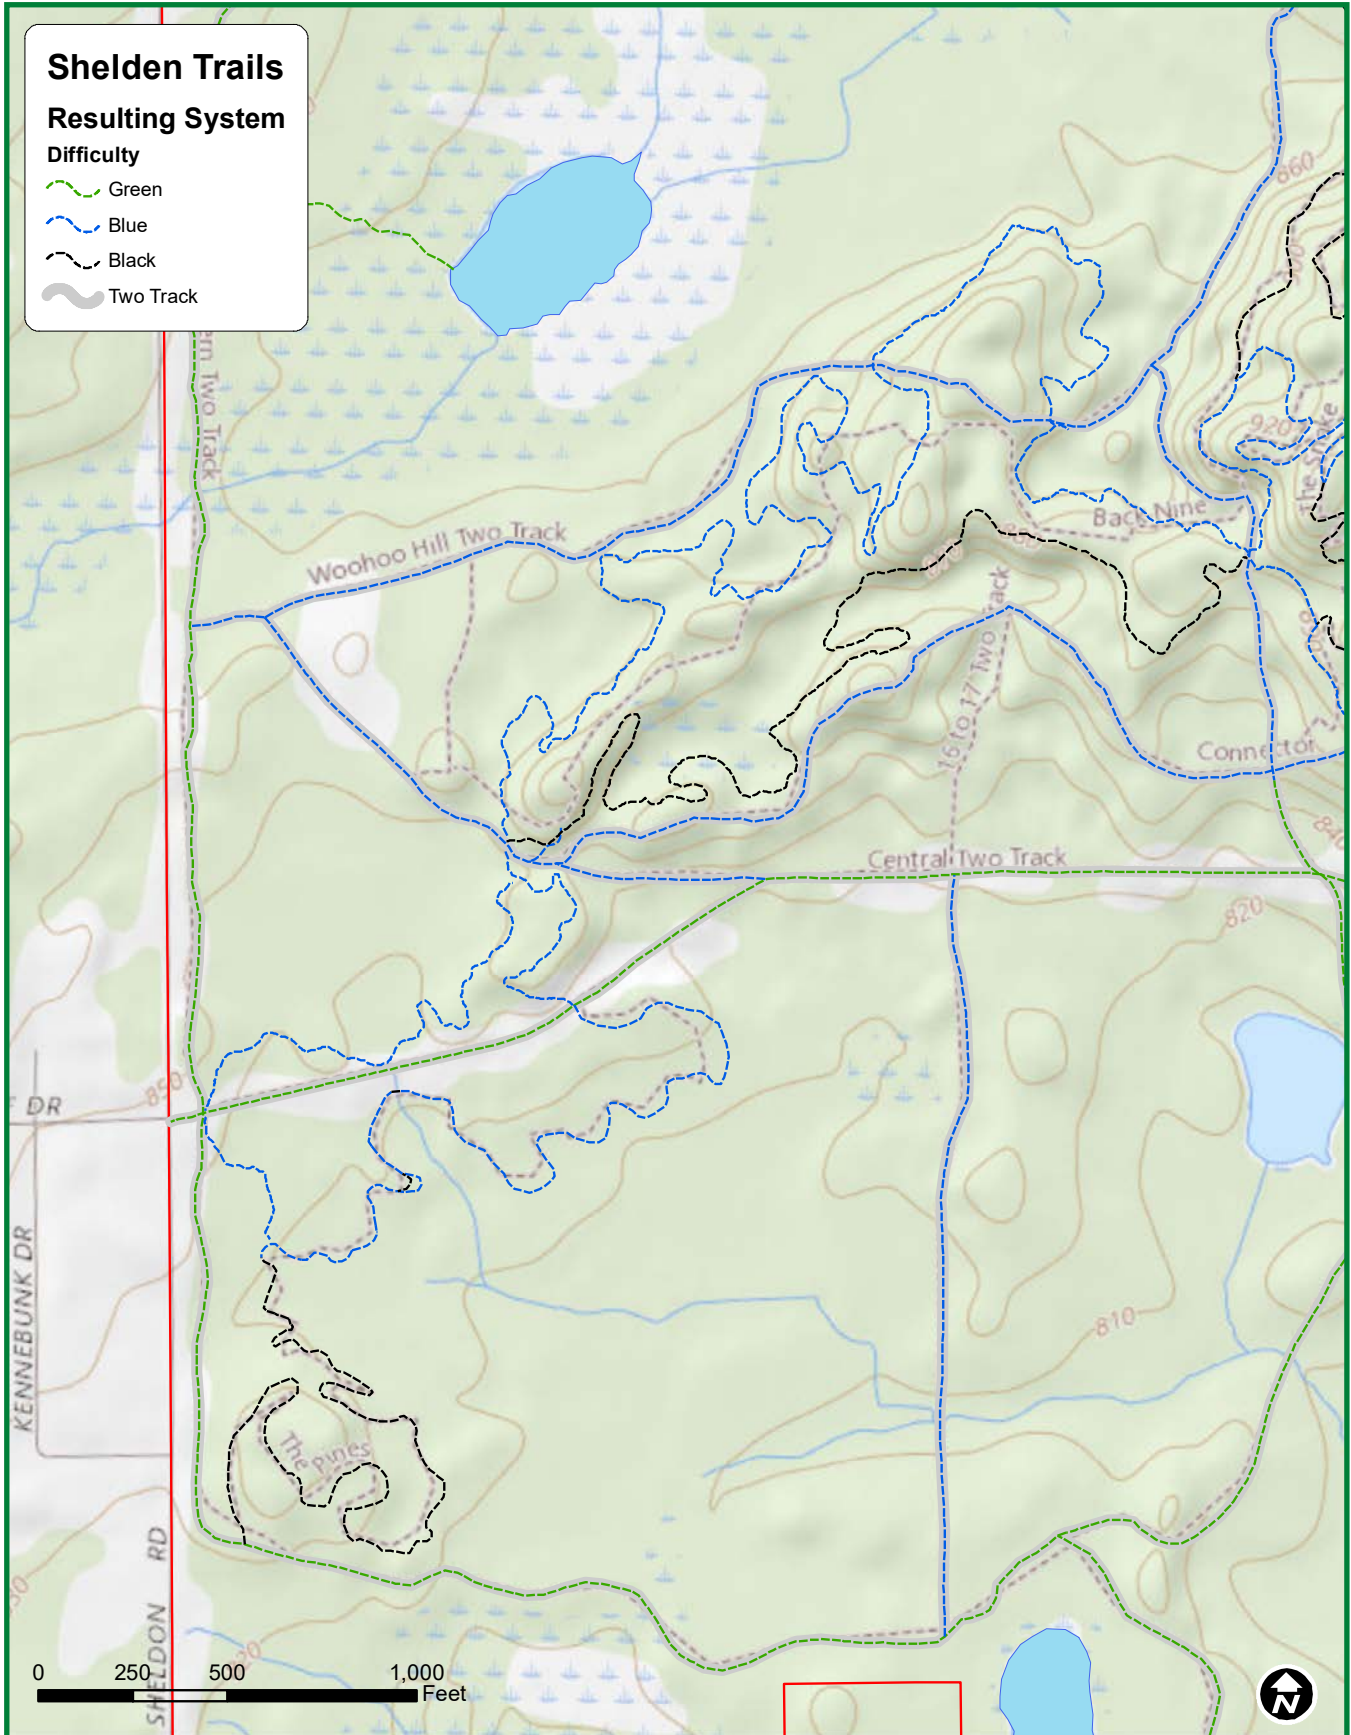 Shelden Trails
Resulting System
Difficulty
Green
Blue
Black
Two Track
860
920
The Snake
Woohoo Hill Two Track
Back Nine
16 to 17 Two Track
Connector
Central Two Track
840
820
850
DR
KENNEBUNK DR
810
The Pines
SHELDON RD
0 250 500 1,000
Feet
N